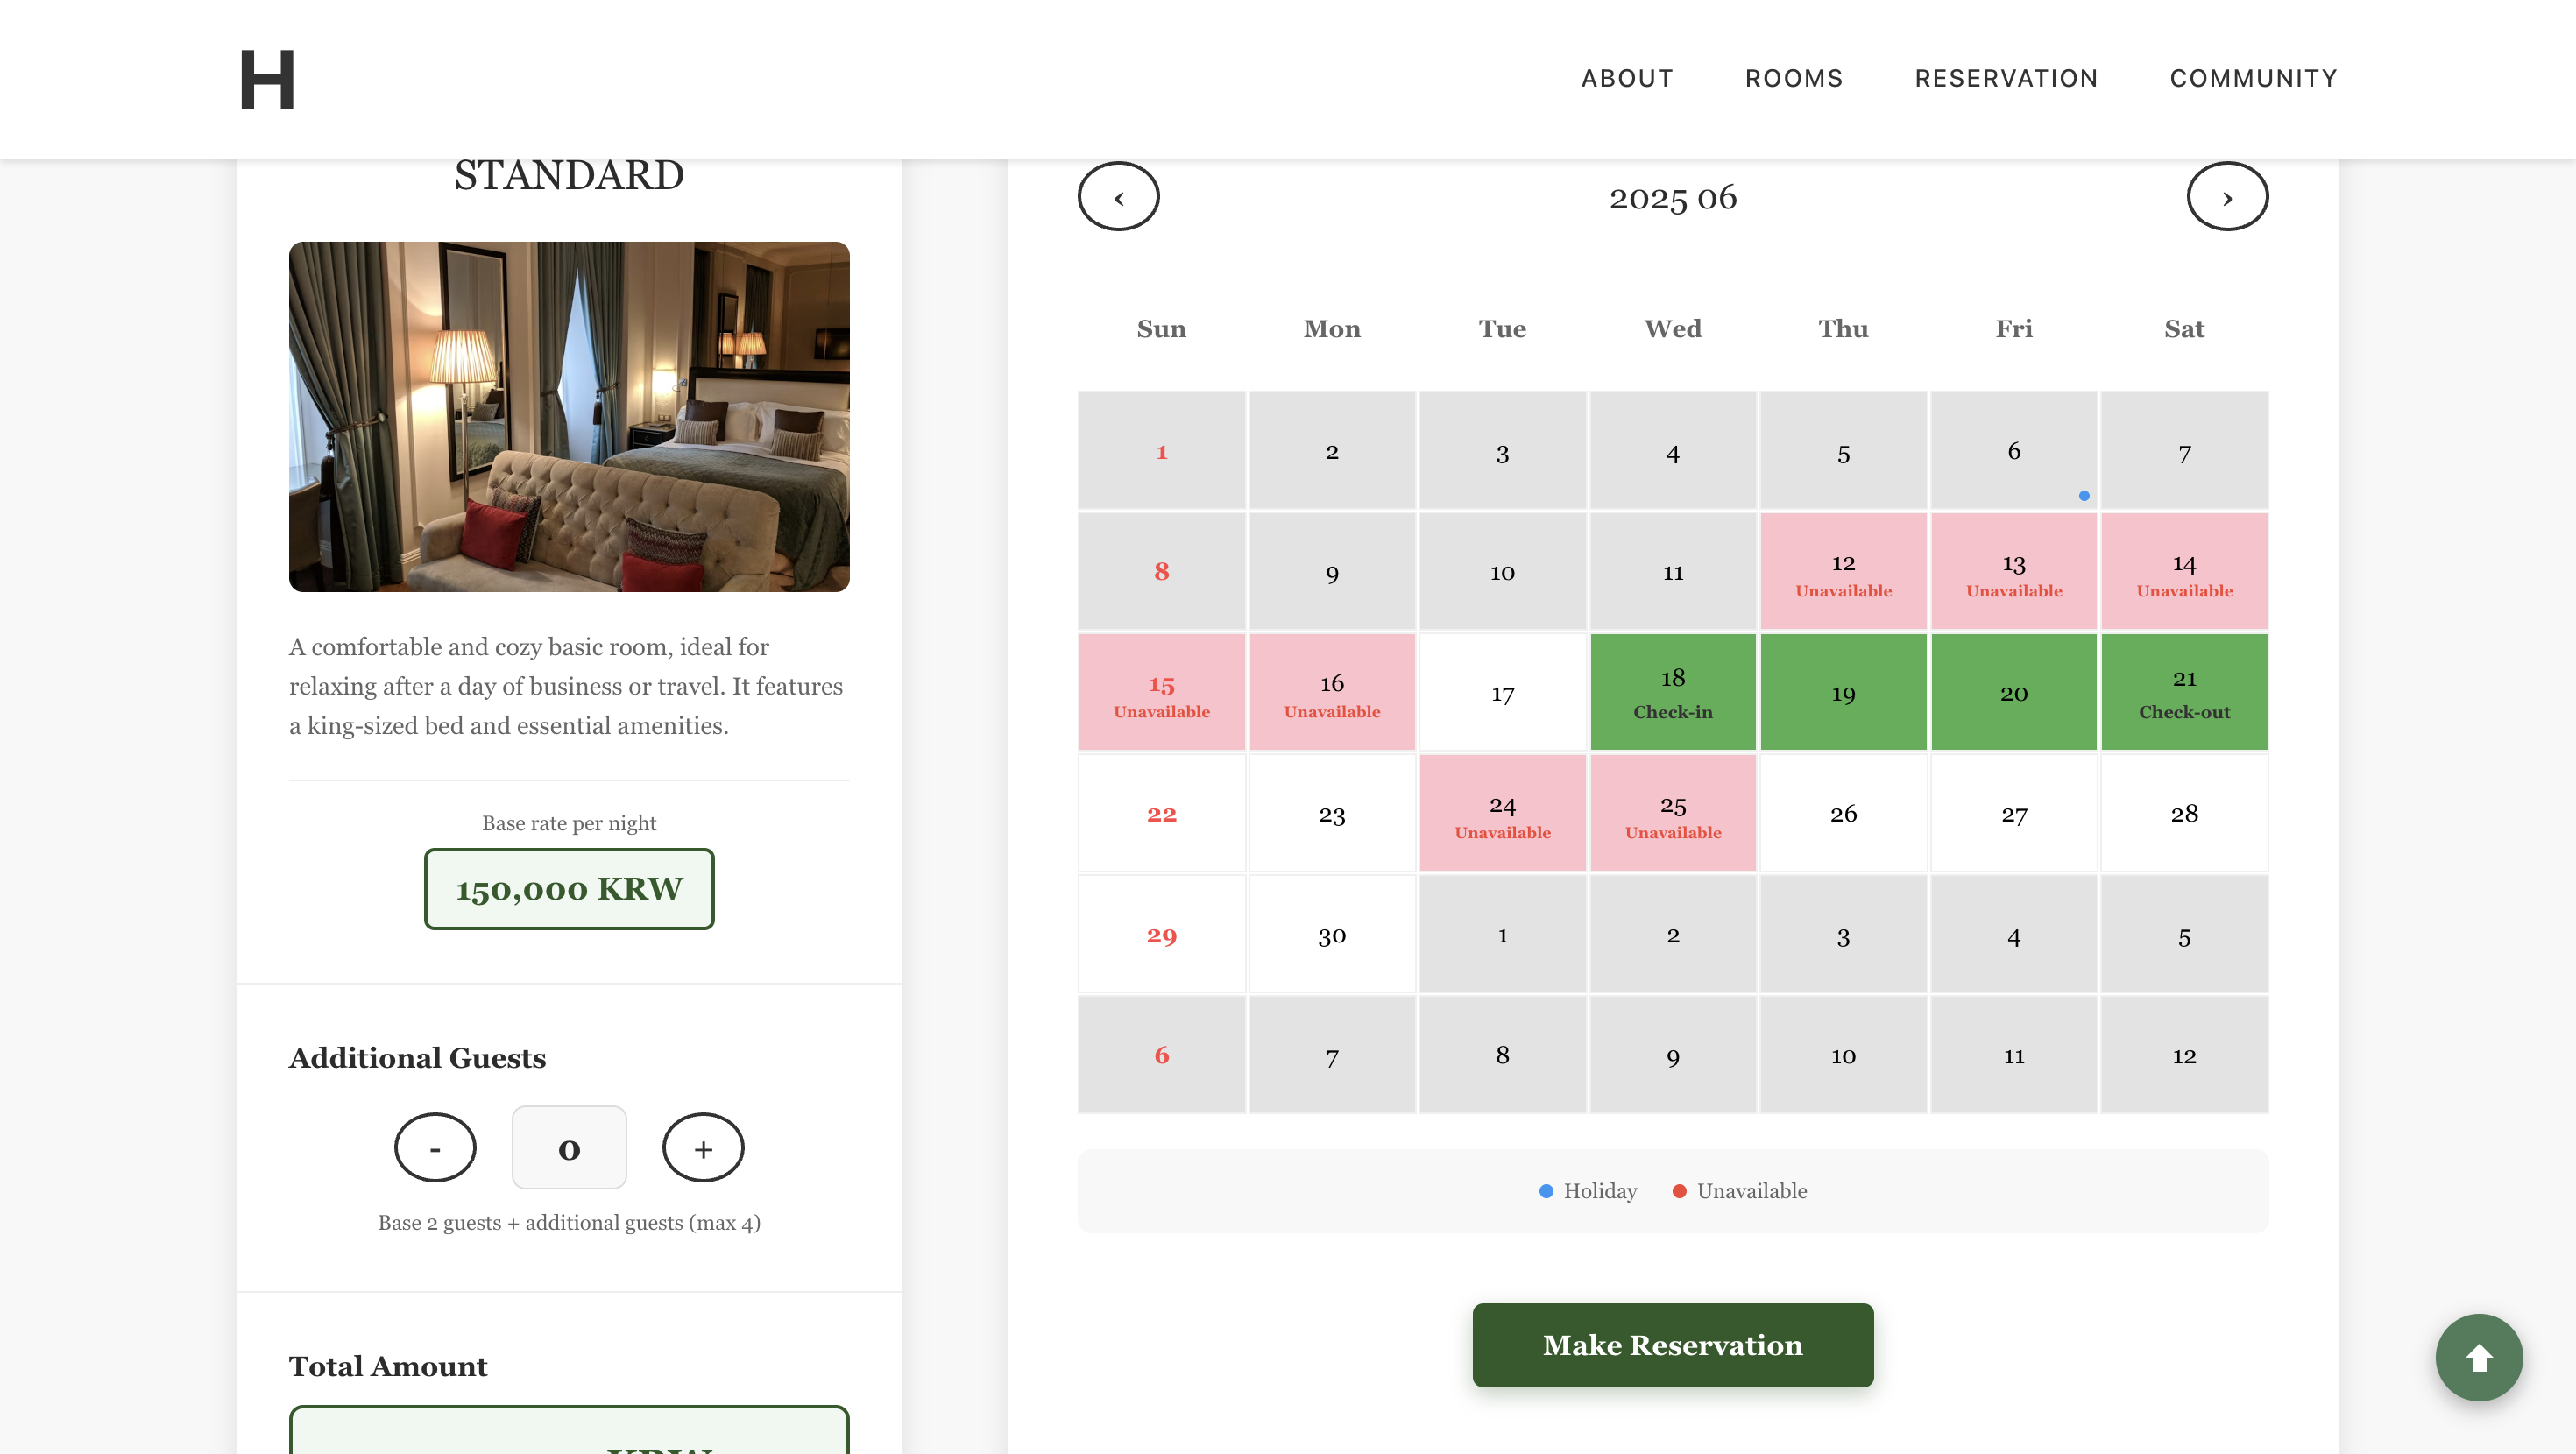 H
ABOUT ROOMS RESERVATION COMMUNITY
STANDARD
A comfortable and cozy basic room, ideal for
relaxing after a day of business or travel. It features
a king-sized bed and essential amenities.
Base rate per night
150,000 KRW
Additional Guests
- 0 +
Base 2 guests + additional guests (max 4)
Total Amount
KRW
‹ 2025 06 ›
Sun Mon Tue Wed Thu Fri Sat
1 2 3 4 5 6 7
8 9 10 11 12 13 14
Unavailable Unavailable Unavailable
15 16 17 18 19 20 21
Unavailable Unavailable Check-in Check-out
22 23 24 25 26 27 28
Unavailable Unavailable
29 30 1 2 3 4 5
6 7 8 9 10 11 12
Holiday Unavailable
Make Reservation